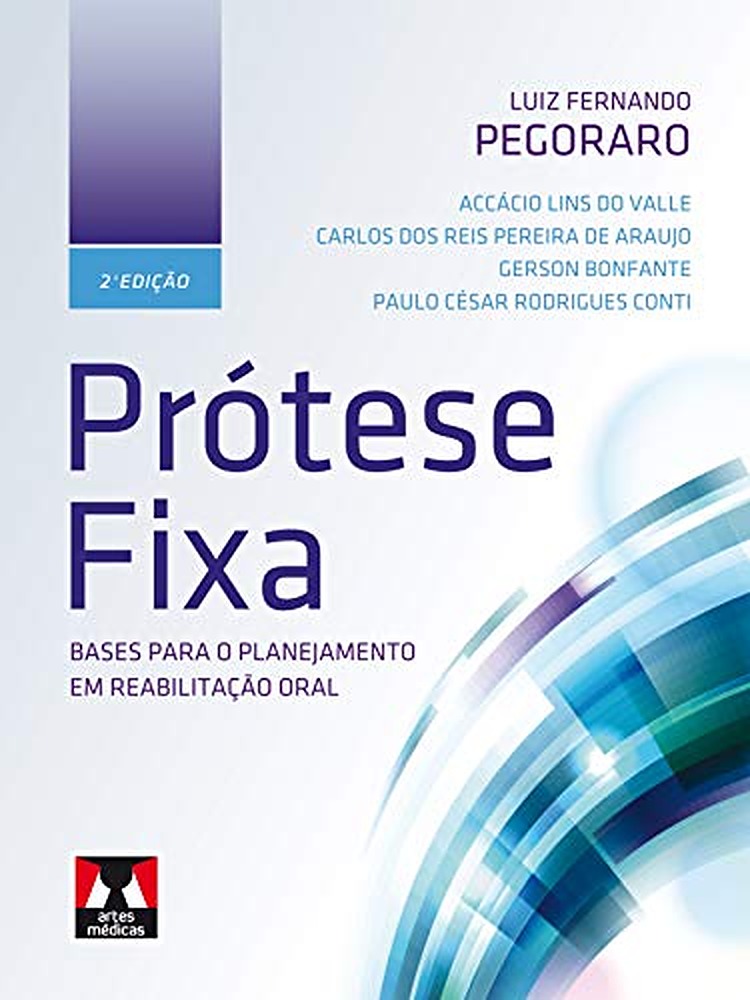 LUIZ FERNANDO
PEGORARO
ACCÁCIO LINS DO VALLE
CARLOS DOS REIS PEREIRA DE ARAUJO
GERSON BONFANTE
PAULO CÉSAR RODRIGUES CONTI
2ª EDIÇÃO
Prótese
Fixa
BASES PARA O PLANEJAMENTO
EM REABILITAÇÃO ORAL
artes
médicas